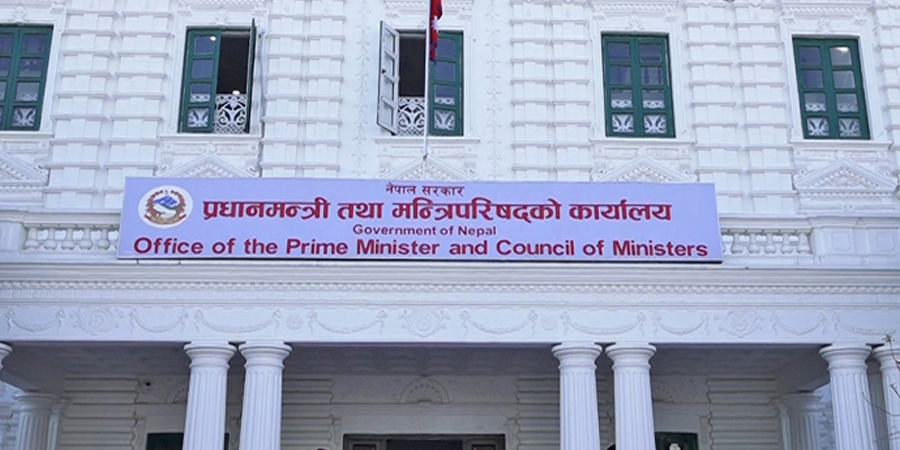 नेपाल सरकार
प्रधानमन्त्री तथा मन्त्रिपरिषद्को कार्यालय
Government of Nepal
Office of the Prime Minister and Council of Ministers